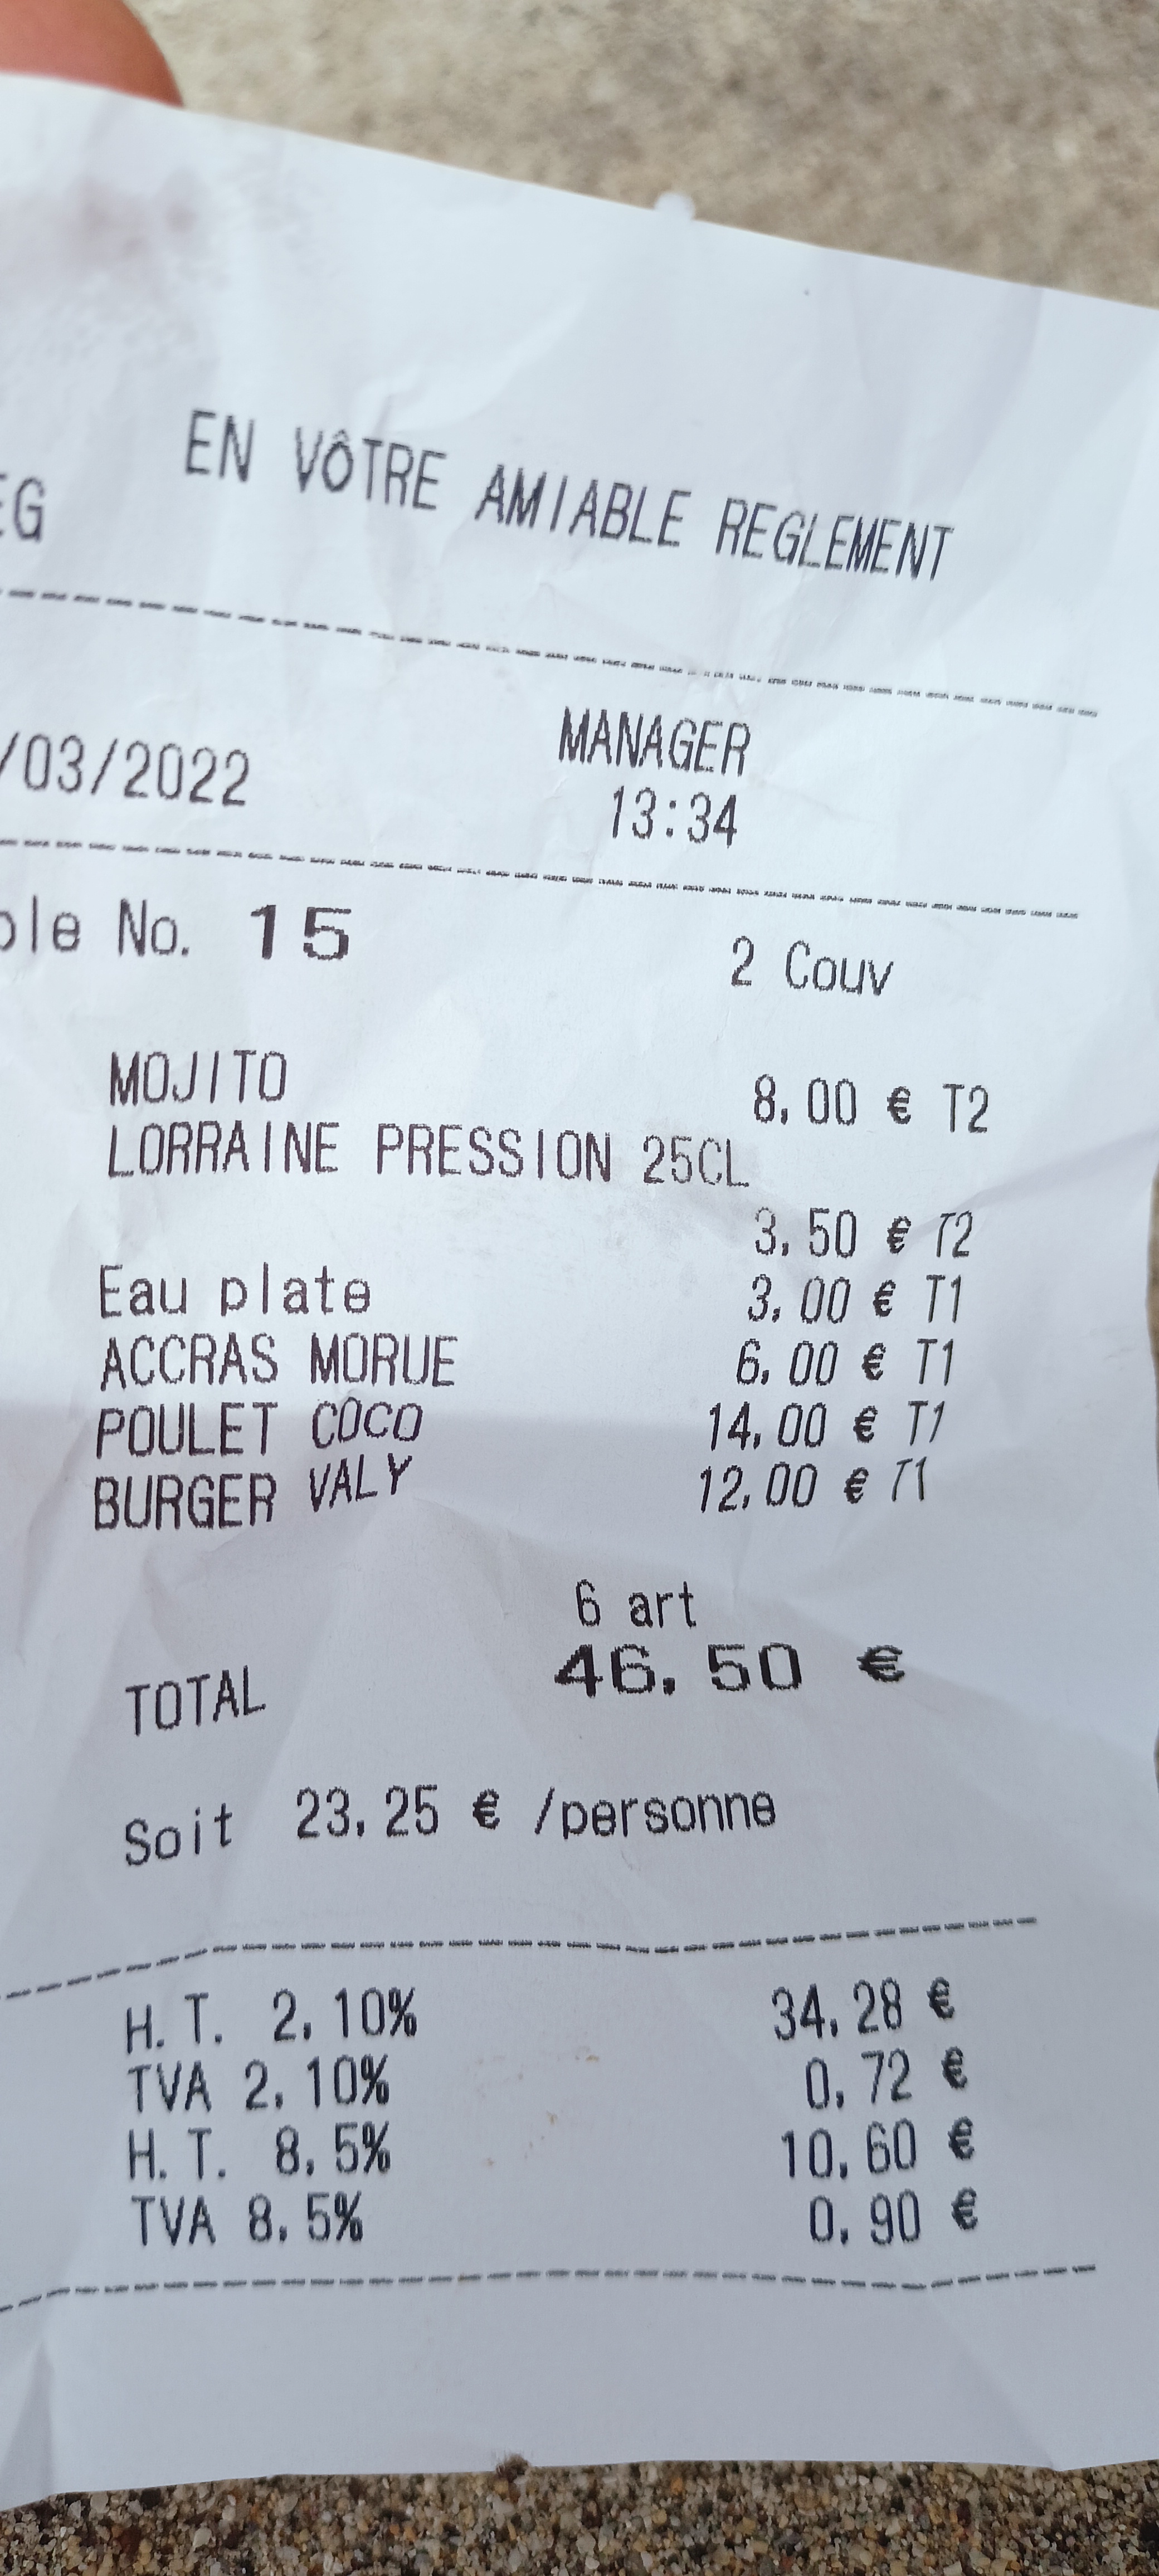 EN VÔTRE AMIABLE REGLEMENT
EG
MANAGER
/03/2022 13:34
ble No. 15 2 Couv
MOJITO 8,00 € T2
LORRAINE PRESSION 25CL
3,50 € T2
Eau plate 3,00 € T1
ACCRAS MORUE 6,00 € T1
POULET COCO 14,00 € T1
BURGER VALY 12,00 € T1
6 art
TOTAL 46,50 €
Soit 23,25 € /personne
H.T. 2,10% 34,28 €
TVA 2,10% 0,72 €
H.T. 8,5% 10,60 €
TVA 8,5% 0,90 €